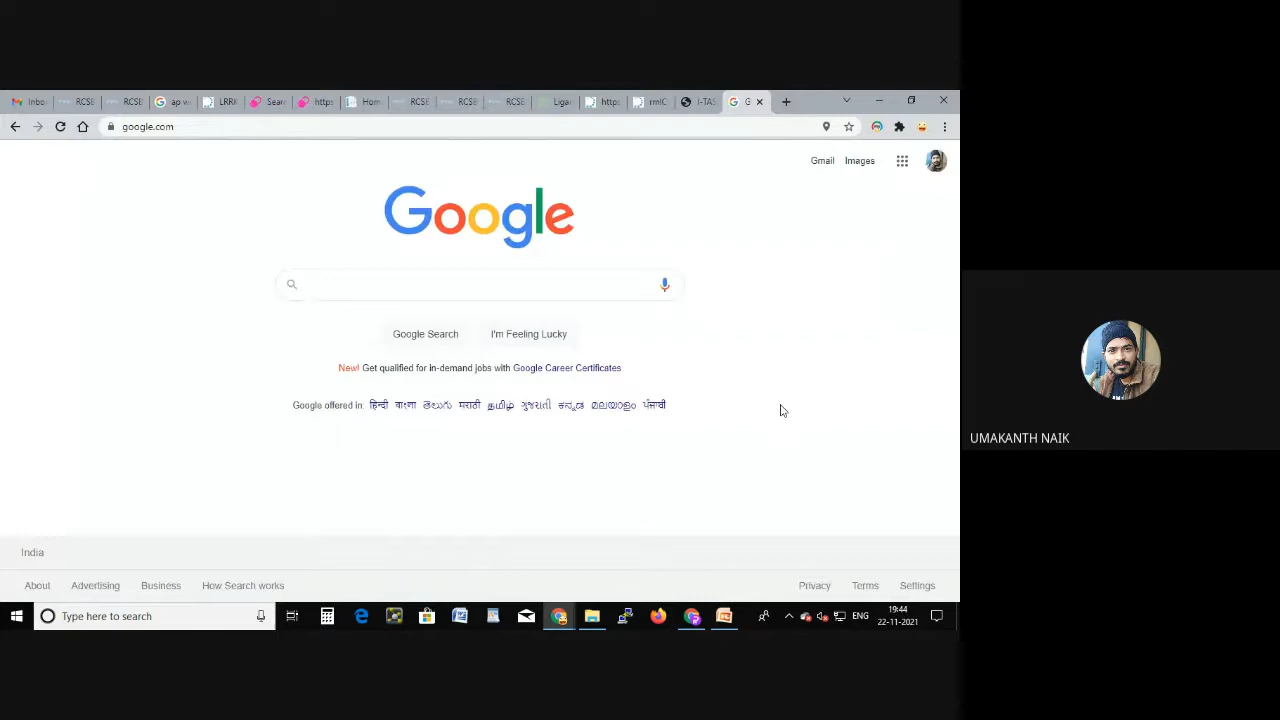 Inbo RCSE RCSE ap w LRRK Sear https Hom RCSE RCSE RCSE Liga https rmIC I-TAS G
google.com
Gmail Images
Google
Google Search I'm Feeling Lucky
New! Get qualified for in-demand jobs with Google Career Certificates
Google offered in: हिन्दी বাংলা తెలుగు मराठी தமிழ் ગુજરાતી ಕನ್ನಡ മലയാളം ਪੰਜਾਬੀ
UMAKANTH NAIK
India
About Advertising Business How Search works Privacy Terms Settings
Type here to search ENG 19:44
22-11-2021